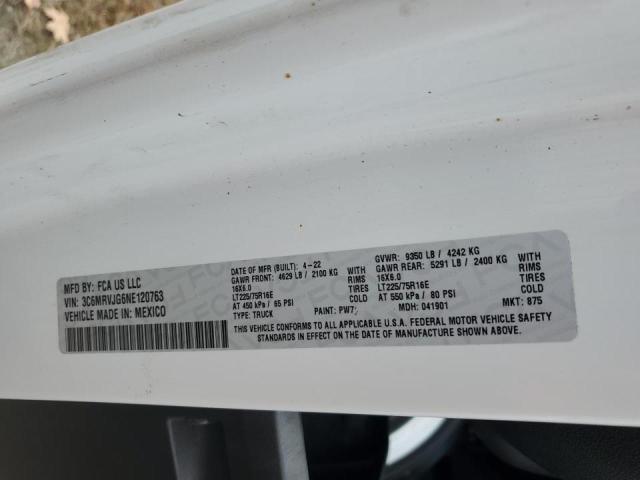 MFD BY: FCA US LLC
VIN: 3C6MRVJG6NE120763
VEHICLE MADE IN: MEXICO
DATE OF MFR (BUILT): 4-22
GAWR FRONT: 4629 LB / 2100 KG WITH
16X6.0 RIMS
LT225/75R16E TIRES
AT 450 kPa / 65 PSI COLD
TYPE: TRUCK PAINT: PW7
GVWR: 9350 LB / 4242 KG
GAWR REAR: 5291 LB / 2400 KG WITH
16X6.0 RIMS
LT225/75R16E TIRES
AT 550 kPa / 80 PSI COLD
MDH: 041901 MKT: 875
THIS VEHICLE CONFORMS TO ALL APPLICABLE U.S.A. FEDERAL MOTOR VEHICLE SAFETY
STANDARDS IN EFFECT ON THE DATE OF MANUFACTURE SHOWN ABOVE.